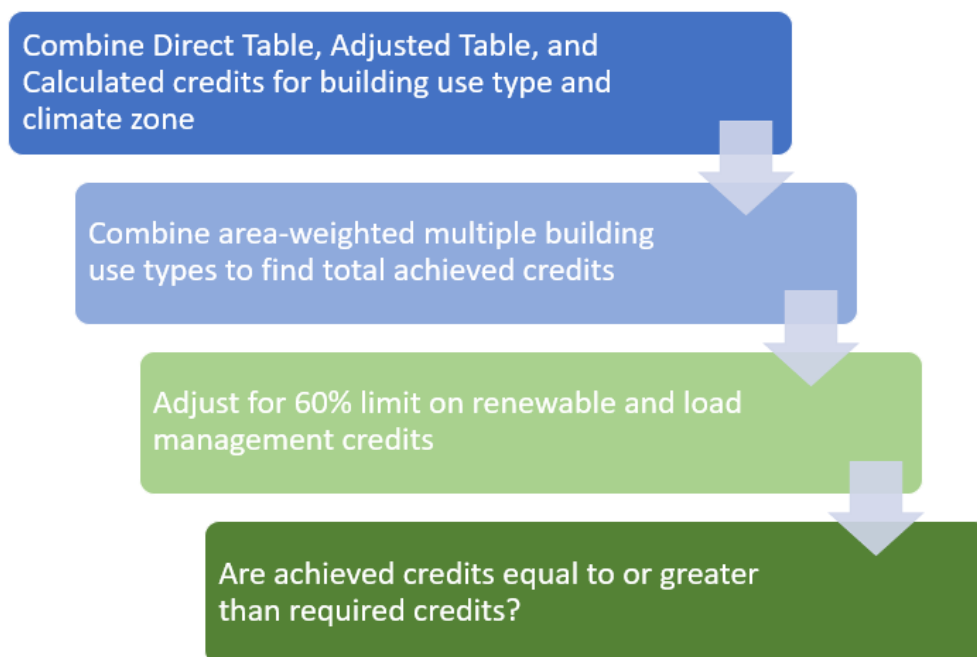 Combine Direct Table, Adjusted Table, and
Calculated credits for building use type and
climate zone
Combine area-weighted multiple building
use types to find total achieved credits
Adjust for 60% limit on renewable and load
management credits
Are achieved credits equal to or greater
than required credits?